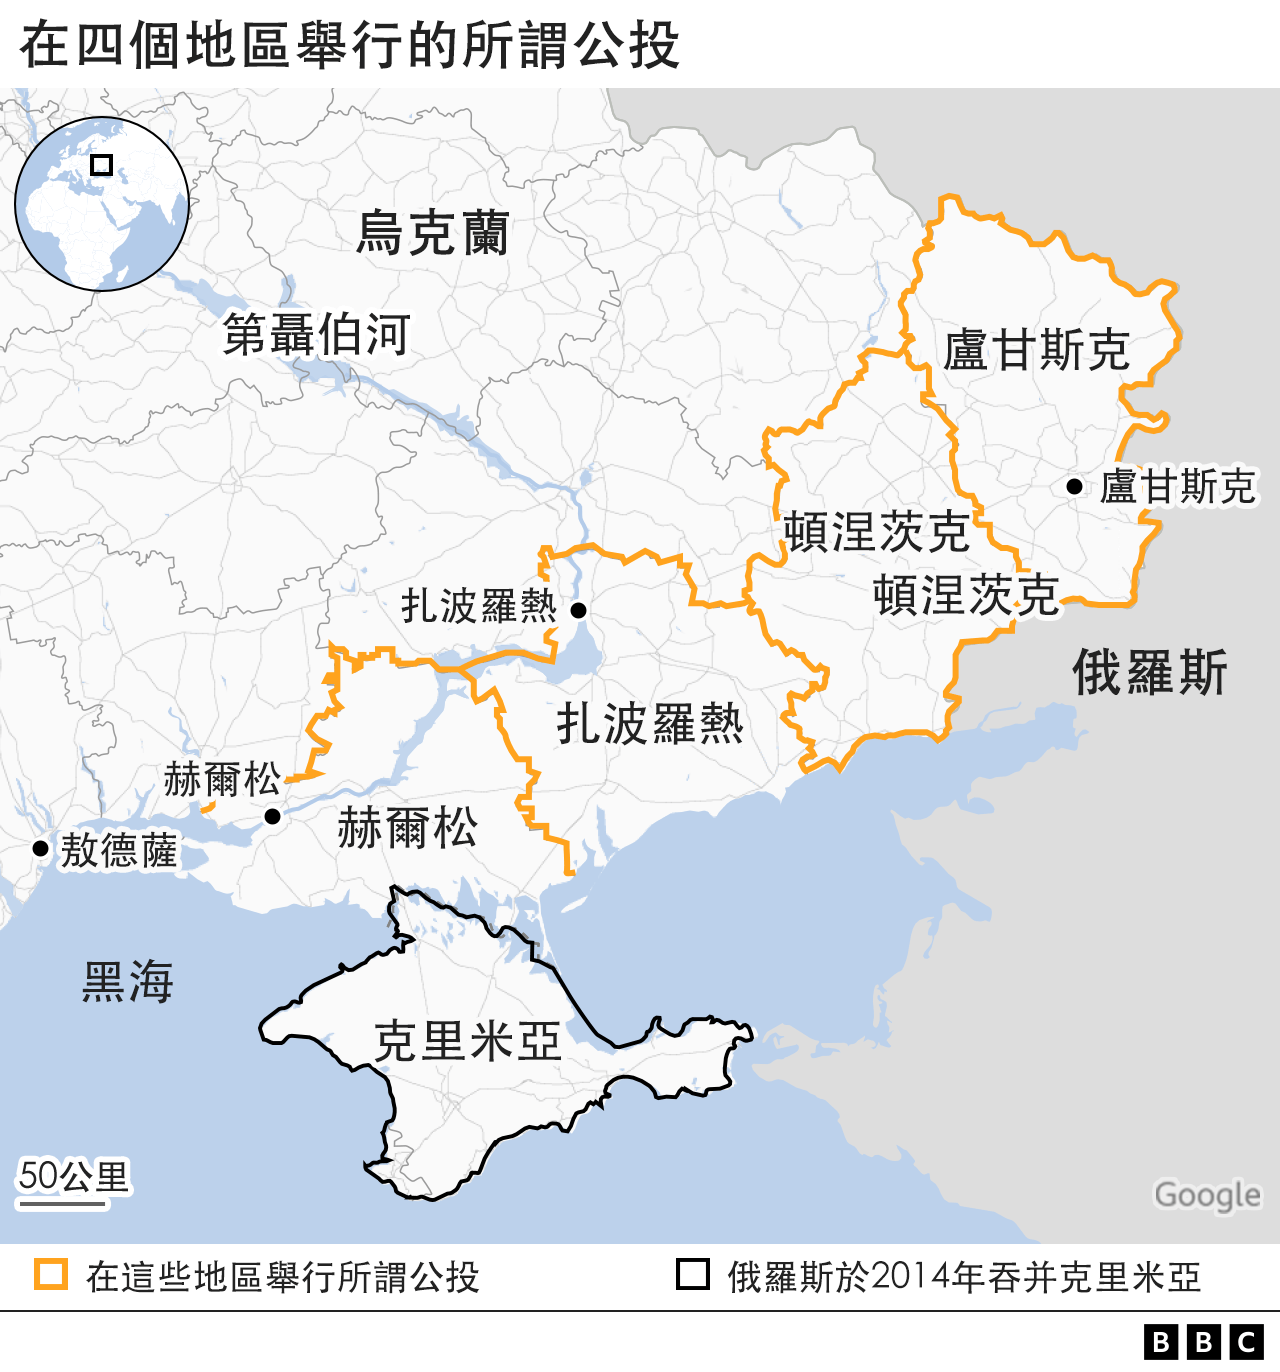 在四個地區舉行的所謂公投
烏克蘭
第聶伯河
盧甘斯克
盧甘斯克
頓涅茨克
頓涅茨克
扎波羅熱
俄羅斯
扎波羅熱
赫爾松
赫爾松
敖德薩
黑海
克里米亞
50公里
Google
在這些地區舉行所謂公投
俄羅斯於2014年吞并克里米亞
BBC